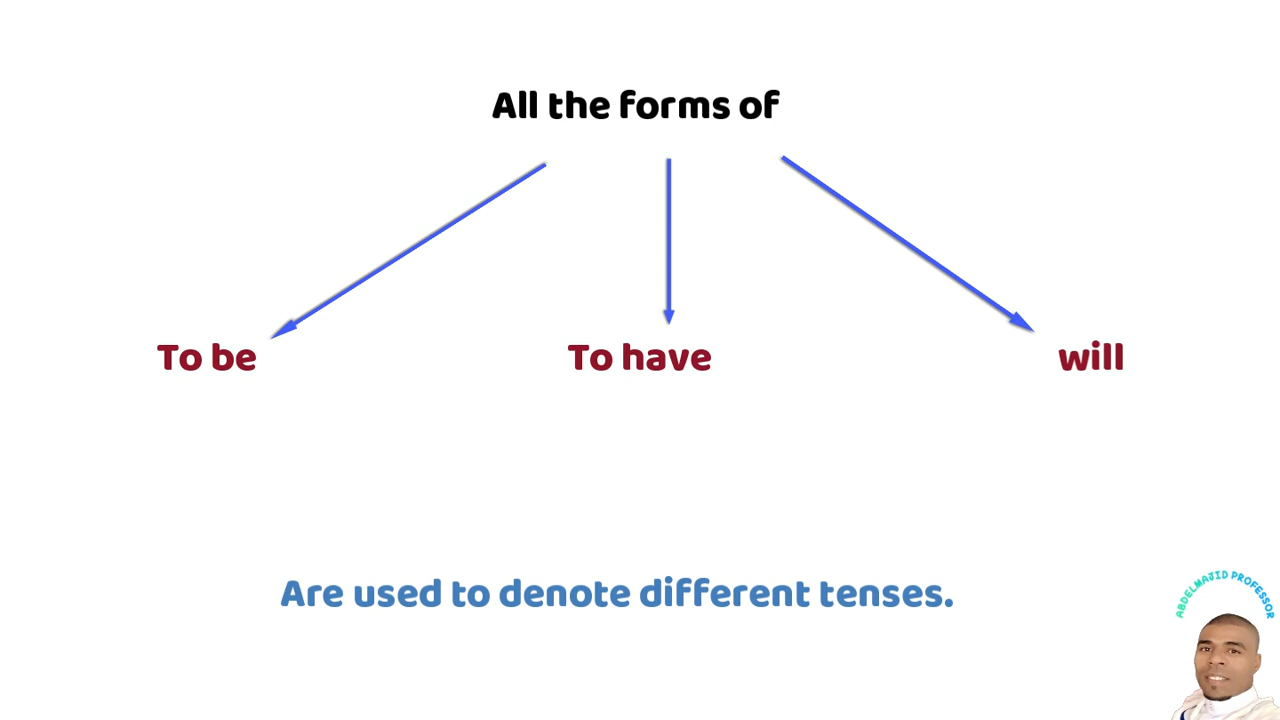 All the forms of
To be
To have
will
Are used to denote different tenses.
ABDELMAJID PROFESSOR